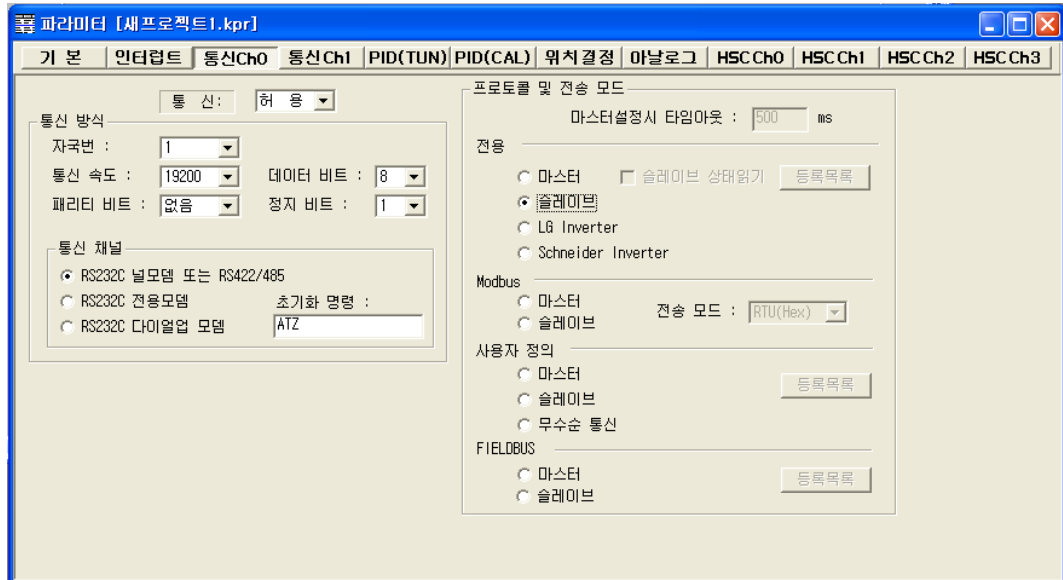 파라미터 [새프로젝트1.kpr]
기 본 인터럽트 통신Ch0 통신Ch1 PID(TUN) PID(CAL) 위치결정 아날로그 HSCCh0 HSCCh1 HSCCh2 HSCCh3
통 신: 허 용
통신 방식
자국번 : 1
통신 속도 : 19200 데이터 비트 : 8
패리티 비트 : 없음 정지 비트 : 1
통신 채널
RS232C 널모뎀 또는 RS422/485
RS232C 전용모뎀 초기화 명령 :
RS232C 다이얼업 모뎀 ATZ
프로토콜 및 전송 모드
마스터설정시 타임아웃 : 500 ms
전용
마스터 슬레이브 상태읽기 등록목록
슬레이브
LG Inverter
Schneider Inverter
Modbus
마스터
전송 모드 : RTU(Hex)
슬레이브
사용자 정의
마스터
등록목록
슬레이브
무수순 통신
FIELDBUS
마스터
등록목록
슬레이브